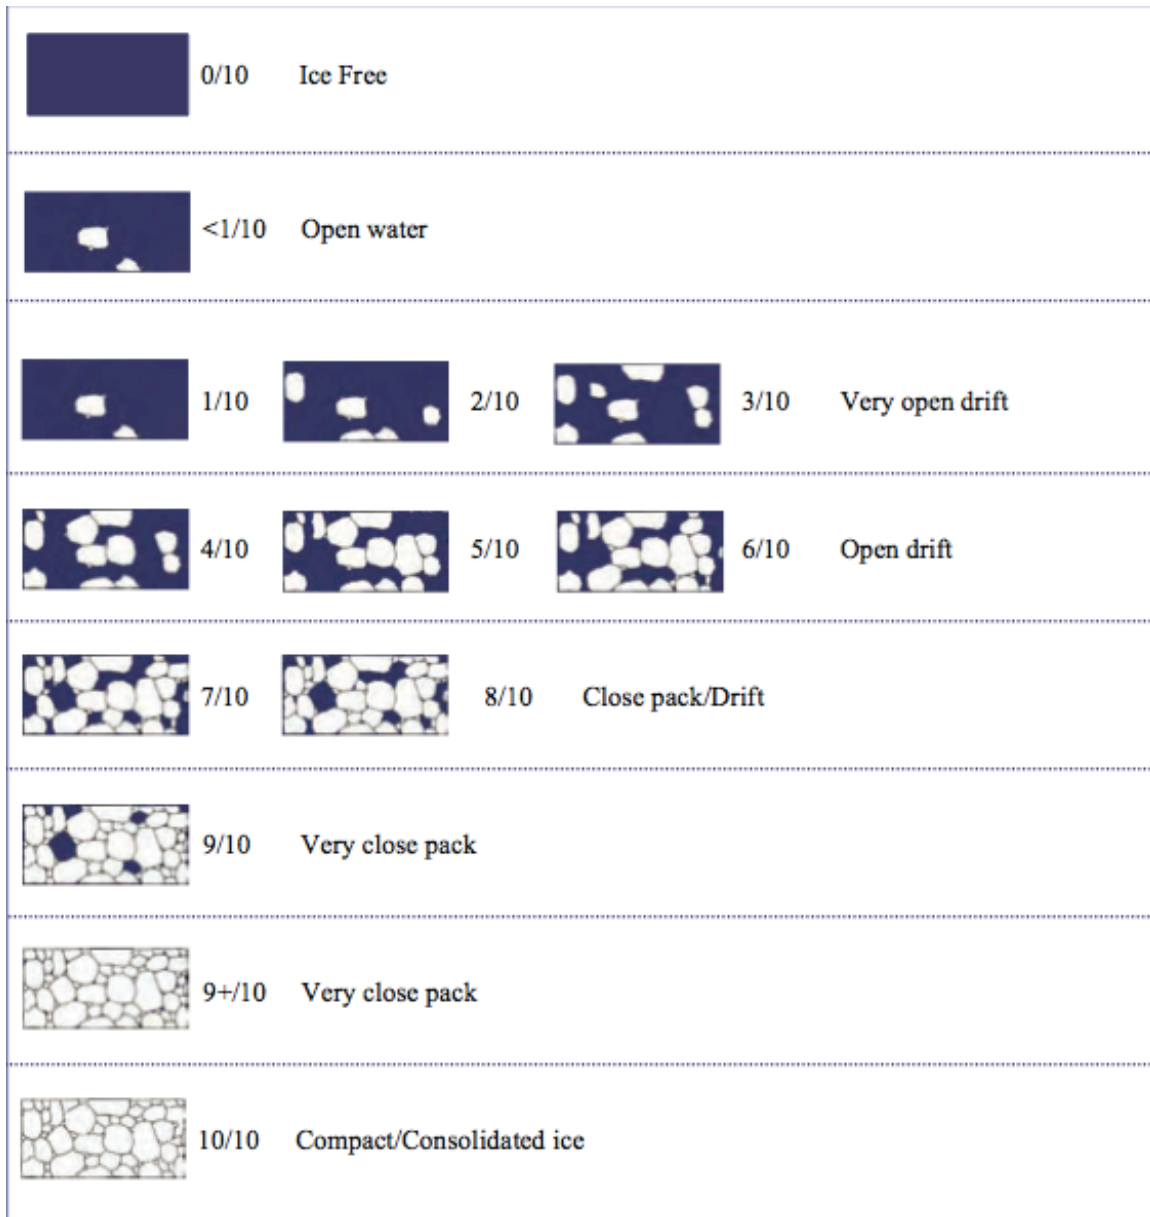 0/10 Ice Free
<1/10 Open water
1/10 2/10 3/10 Very open drift
4/10 5/10 6/10 Open drift
7/10 8/10 Close pack/Drift
9/10 Very close pack
9+/10 Very close pack
10/10 Compact/Consolidated ice